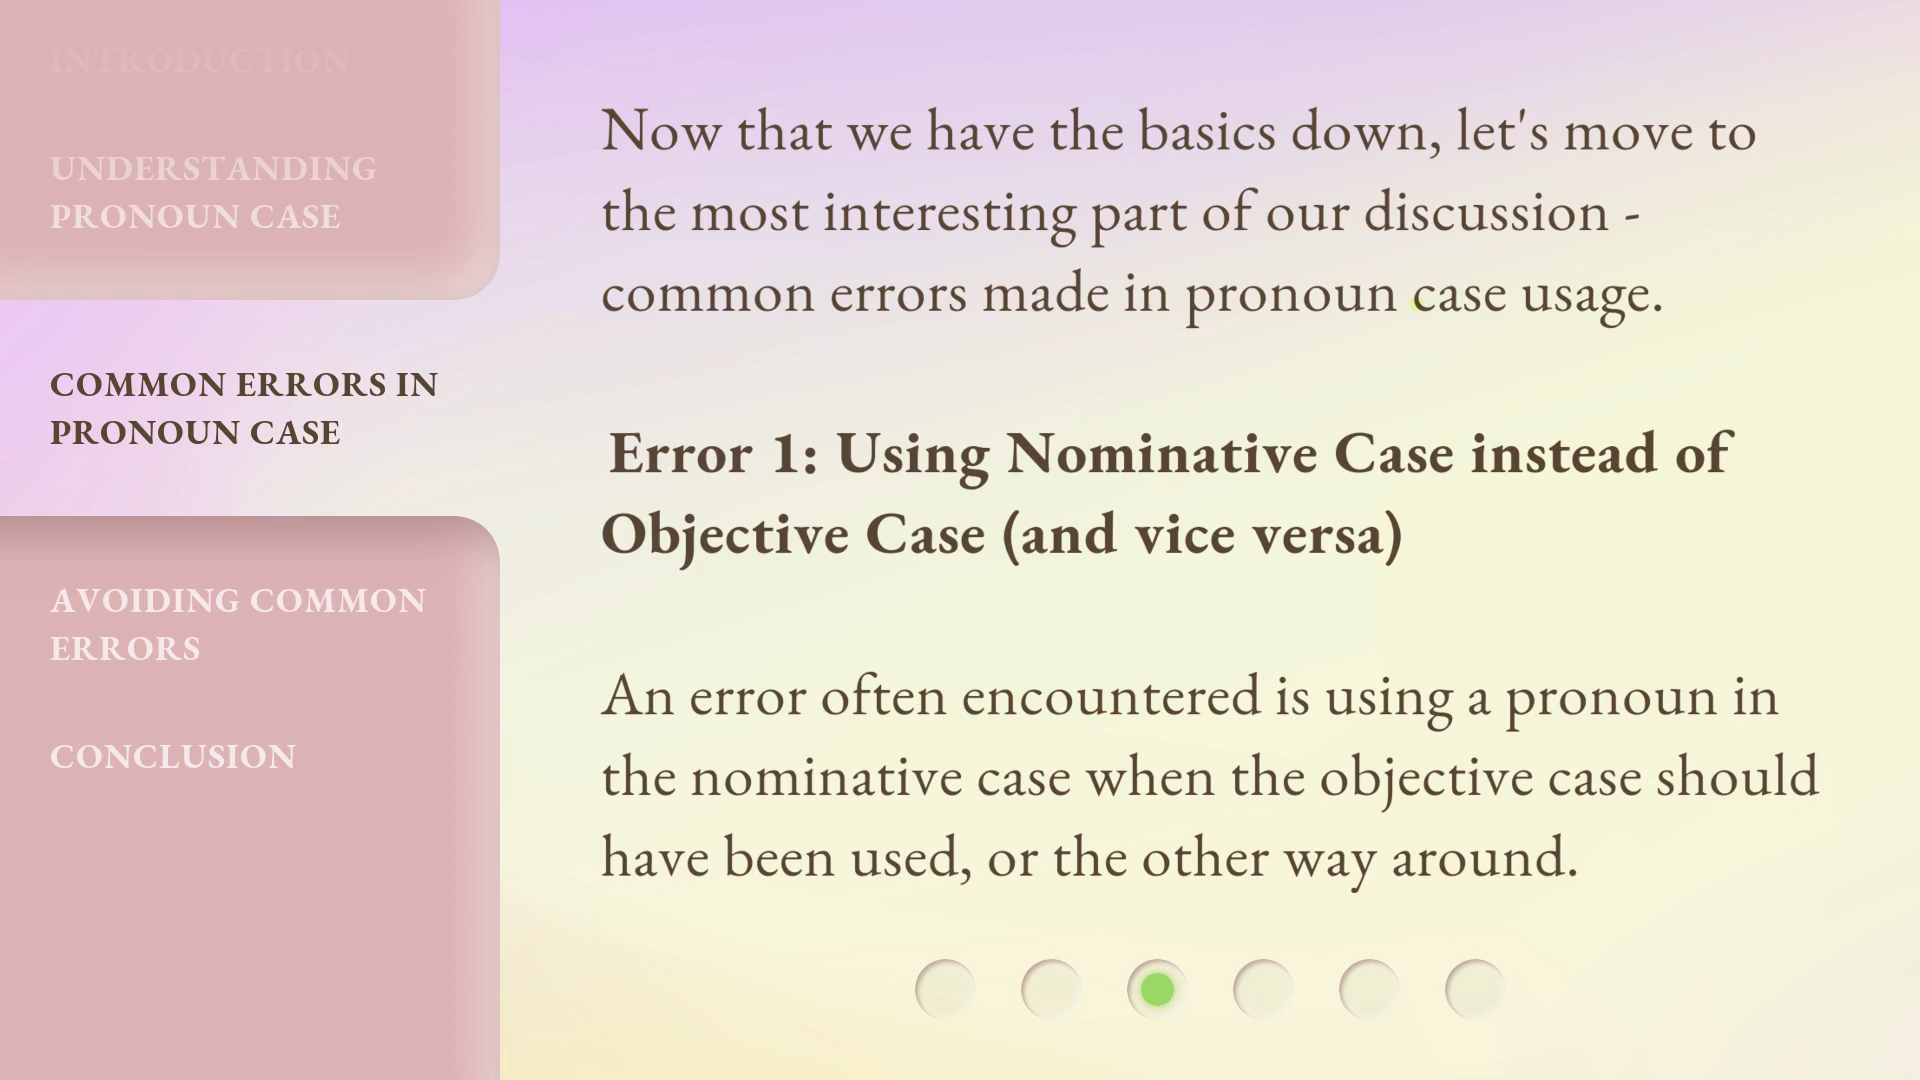 INTRODUCTION
UNDERSTANDING
PRONOUN CASE
COMMON ERRORS IN
PRONOUN CASE
AVOIDING COMMON
ERRORS
CONCLUSION
Now that we have the basics down, let's move to
the most interesting part of our discussion -
common errors made in pronoun case usage.
Error 1: Using Nominative Case instead of
Objective Case (and vice versa)
An error often encountered is using a pronoun in
the nominative case when the objective case should
have been used, or the other way around.